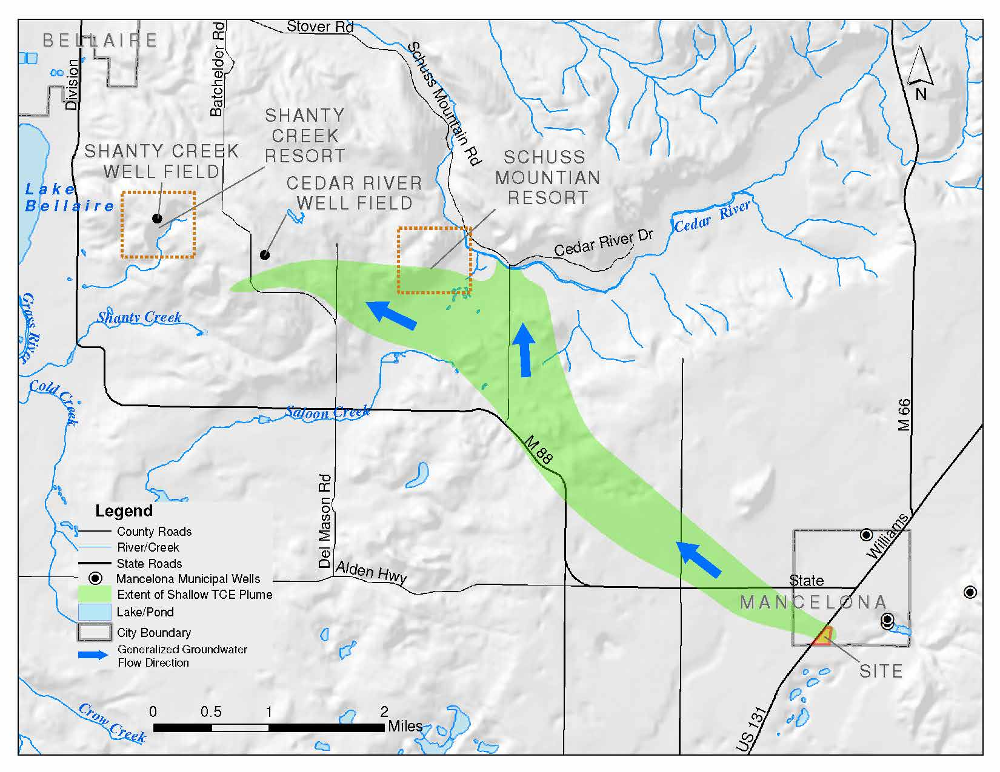 BELLAIRE
Stover Rd
Batchelder Rd
Division
Schuss Mountain Rd
N
SHANTY
CREEK
RESORT
SHANTY CREEK
WELL FIELD
SCHUSS
MOUNTIAN
RESORT
CEDAR RIVER
WELL FIELD
Lake
Bellaire
Cedar River
Cedar River Dr
Grass River
Shanty Creek
Cold Creek
Saloon Creek
M 66
M 88
Del Mason Rd
Alden Hwy
Williams
State
MANCELONA
SITE
US 131
Crow Creek
Legend
County Roads
River/Creek
State Roads
Mancelona Municipal Wells
Extent of Shallow TCE Plume
Lake/Pond
City Boundary
Generalized Groundwater
Flow Direction
0 0.5 1 2
Miles